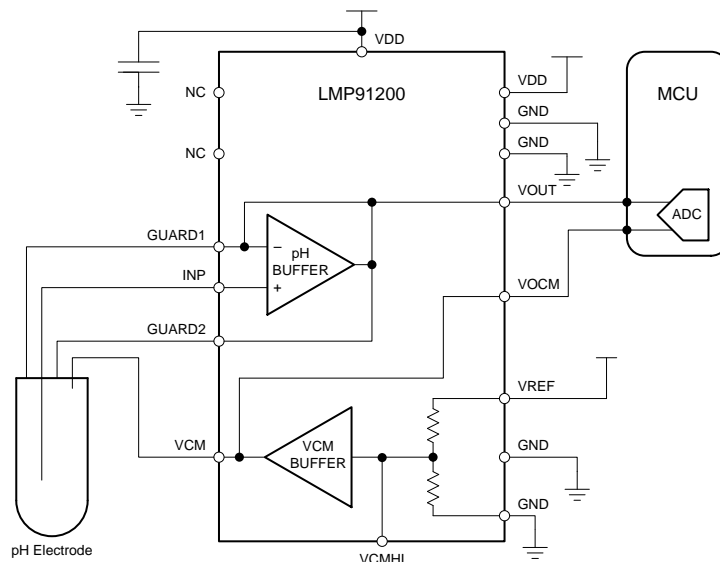 VDD
LMP91200
NC
VDD
MCU
GND
NC
GND
VOUT
ADC
GUARD1
−
pH
BUFFER
INP
+
VOCM
GUARD2
VREF
VCM
VCM
BUFFER
GND
GND
pH Electrode